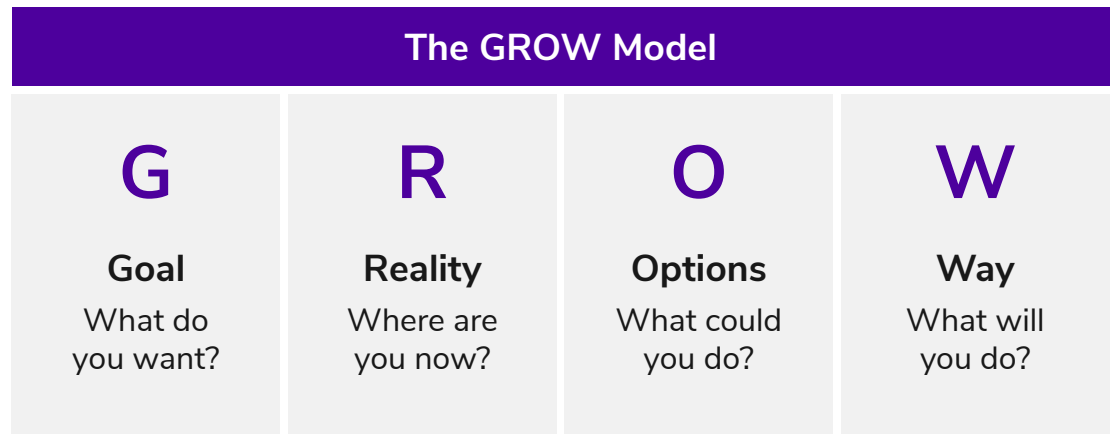 The GROW Model
G
Goal
What do
you want?
R
Reality
Where are
you now?
O
Options
What could
you do?
W
Way
What will
you do?